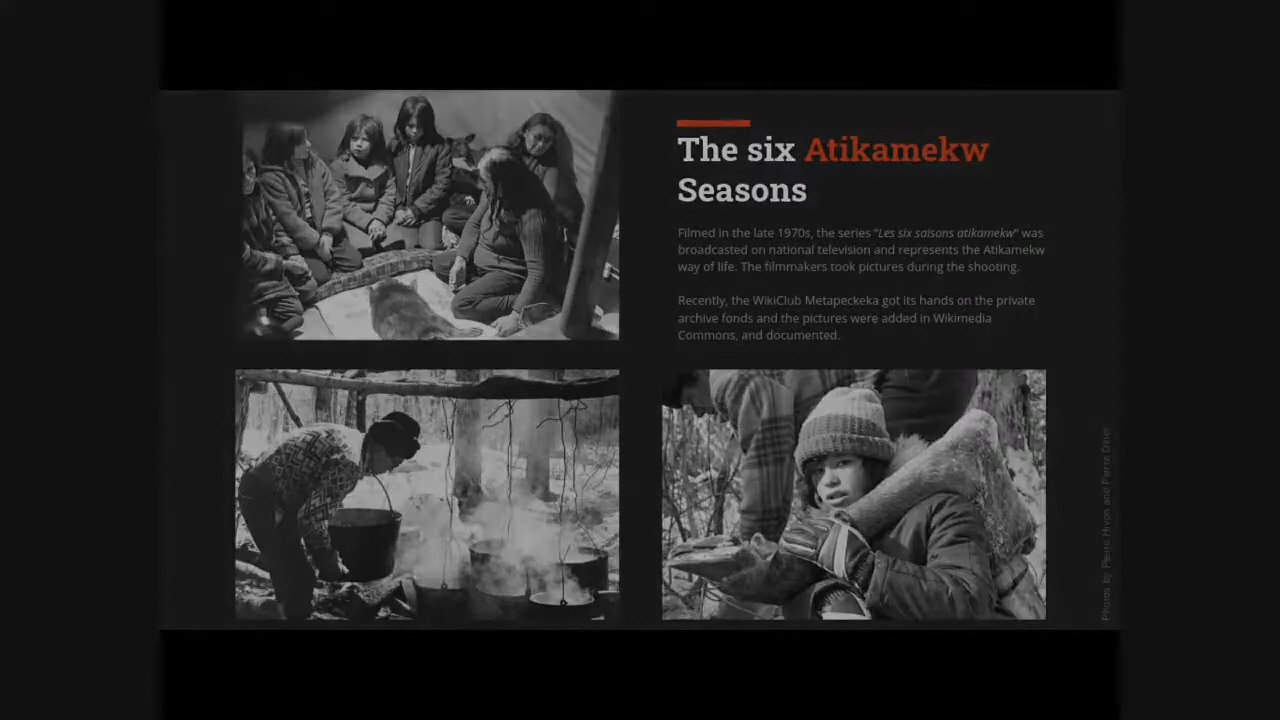 The six Atikamekw
Seasons
Filmed in the late 1970s, the series "Les six saisons atikamekw" was
broadcasted on national television and represents the Atikamekw
way of life. The filmmakers took pictures during the shooting.
Recently, the WikiClub Metapeckeka got its hands on the private
archive fonds and the pictures were added in Wikimedia
Commons, and documented.
Photos by Pierre Hivon and Pierre Dinel